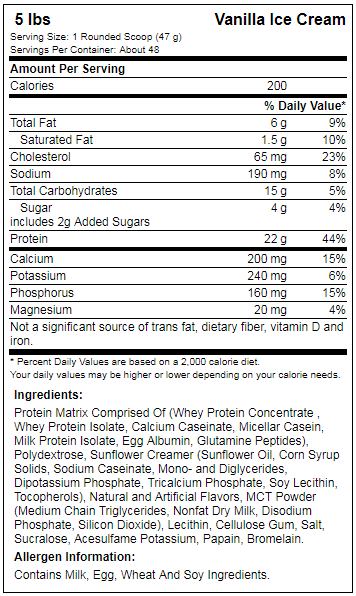 5 lbs Vanilla Ice Cream
Serving Size: 1 Rounded Scoop (47 g)
Servings Per Container: About 48
Amount Per Serving
Calories 200
% Daily Value*
Total Fat 6 g 9%
Saturated Fat 1.5 g 10%
Cholesterol 65 mg 23%
Sodium 190 mg 8%
Total Carbohydrates 15 g 5%
Sugar 4 g 4%
includes 2g Added Sugars
Protein 22 g 44%
Calcium 200 mg 15%
Potassium 240 mg 6%
Phosphorus 160 mg 15%
Magnesium 20 mg 4%
Not a significant source of trans fat, dietary fiber, vitamin D and
iron.
* Percent Daily Values are based on a 2,000 calorie diet.
Your daily values may be higher or lower depending on your calorie needs.
Ingredients:
Protein Matrix Comprised Of (Whey Protein Concentrate ,
Whey Protein Isolate, Calcium Caseinate, Micellar Casein,
Milk Protein Isolate, Egg Albumin, Glutamine Peptides),
Polydextrose, Sunflower Creamer (Sunflower Oil, Corn Syrup
Solids, Sodium Caseinate, Mono- and Diglycerides,
Dipotassium Phosphate, Tricalcium Phosphate, Soy Lecithin,
Tocopherols), Natural and Artificial Flavors, MCT Powder
(Medium Chain Triglycerides, Nonfat Dry Milk, Disodium
Phosphate, Silicon Dioxide), Lecithin, Cellulose Gum, Salt,
Sucralose, Acesulfame Potassium, Papain, Bromelain.
Allergen Information:
Contains Milk, Egg, Wheat And Soy Ingredients.